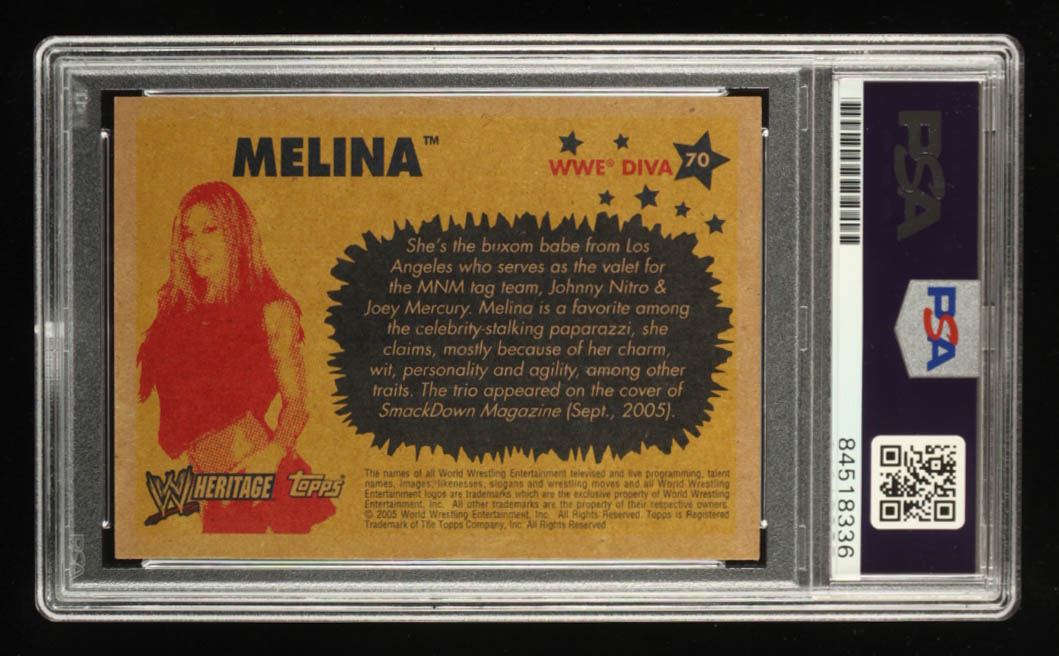 MELINA™
WWE® DIVA 70
She's the buxom babe from Los
Angeles who serves as the valet for
the MNM tag team, Johnny Nitro &
Joey Mercury. Melina is a favorite among
the celebrity-stalking paparazzi, she
claims, mostly because of her charm,
wit, personality and agility, among other
traits. The trio appeared on the cover of
SmackDown Magazine (Sept., 2005).
W HERITAGE Topps
The names of all World Wrestling Entertainment televised and live programming, talent
names, images, likenesses, slogans and wrestling moves and all World Wrestling
Entertainment logos are trademarks which are the exclusive property of World Wrestling
Entertainment, Inc. All other trademarks are the property of their respective owners.
© 2005 World Wrestling Entertainment, Inc. All Rights Reserved. Topps is Registered
Trademark of The Topps Company, Inc. All Rights Reserved.
PSA
PSA
84518336